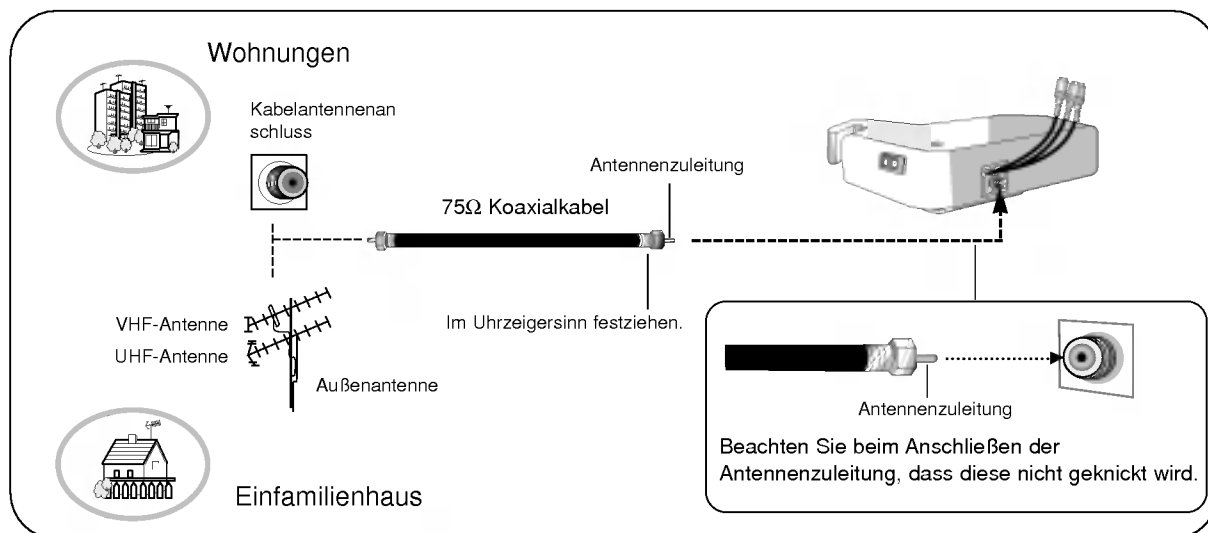 Wohnungen
Kabelantennenan
schluss
Antennenzuleitung
75Ω Koaxialkabel
Im Uhrzeigersinn festziehen.
VHF-Antenne
UHF-Antenne
Außenantenne
Einfamilienhaus
Antennenzuleitung
Beachten Sie beim Anschließen der
Antennenzuleitung, dass diese nicht geknickt wird.